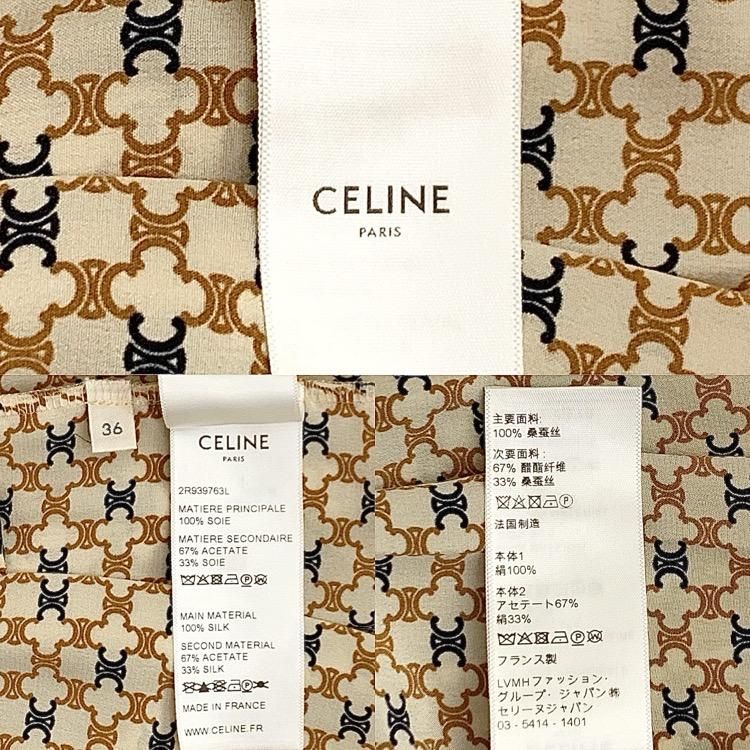 CELINE
PARIS
36
CELINE
PARIS
2R939763L
MATIERE PRINCIPALE
100% SOIE
MATIERE SECONDAIRE
67% ACETATE
33% SOIE
MAIN MATERIAL
100% SILK
SECOND MATERIAL
67% ACETATE
33% SILK
MADE IN FRANCE
WWW.CELINE.FR
主要面料:
100% 桑蚕丝
次要面料:
67% 醋酯纤维
33% 桑蚕丝
法国制造
本体1
絹100%
本体2
アセテート67%
絹33%
フランス製
LVMHファッション・
グループ・ジャパン㈱
セリーヌジャパン
03 - 5414 - 1401